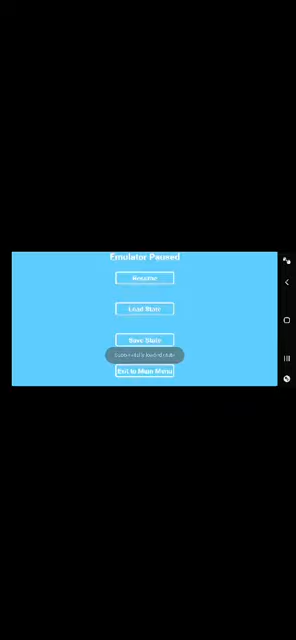 Emulator Paused
Resume
Load State
Save State
Exit to Main Menu